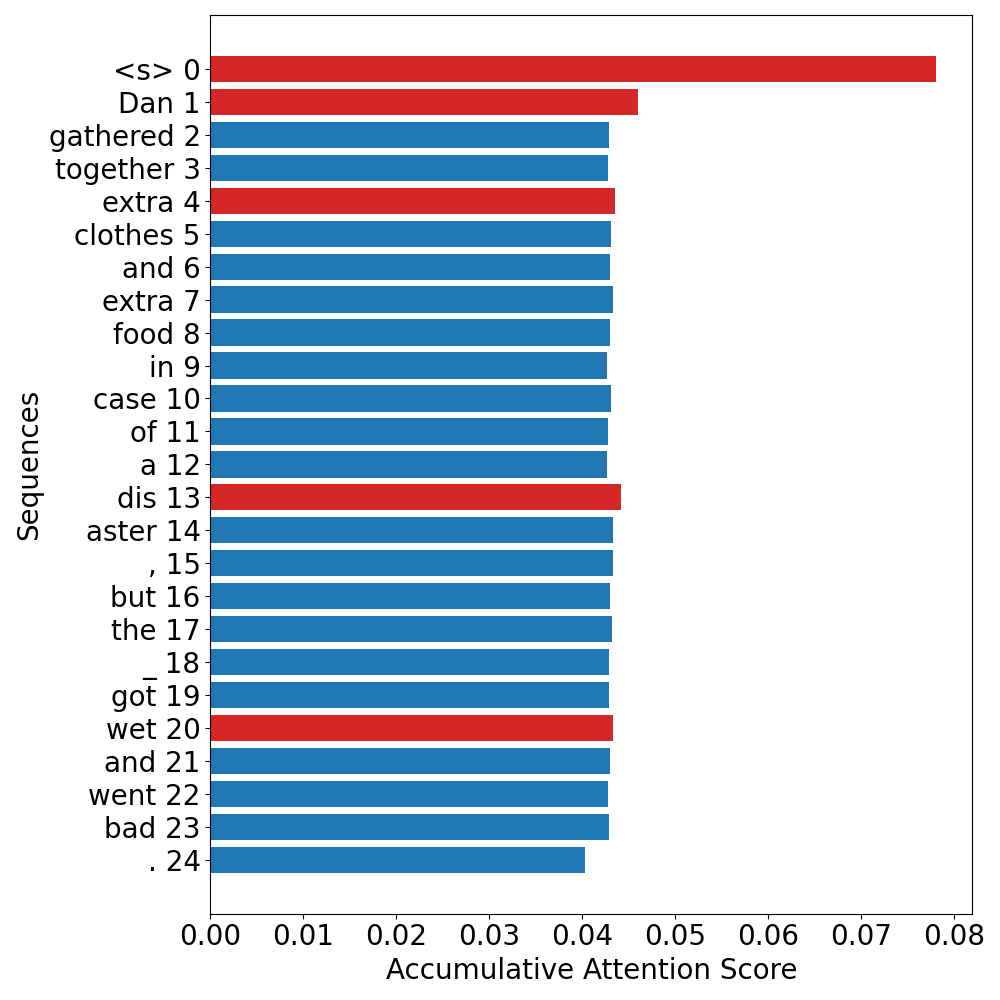 <s> 0
Dan 1
gathered 2
together 3
extra 4
clothes 5
and 6
extra 7
food 8
in 9
case 10
of 11
a 12
dis 13
aster 14
, 15
but 16
the 17
_ 18
got 19
wet 20
and 21
went 22
bad 23
. 24
Sequences
0.00 0.01 0.02 0.03 0.04 0.05 0.06 0.07 0.08
Accumulative Attention Score